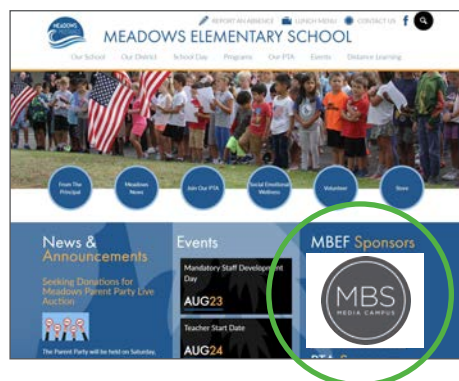 REPORT AN ABSENCE LUNCH MENU CONTACT US f
MEADOWS
MEADOWS ELEMENTARY SCHOOL
Our School Our District School Day Programs Our PTA Events Distance Learning
From The
Principal
Meadows
News
Join Our PTA
Social Emotional
Wellness
Volunteer
Store
News &
Announcements
Seeking Donations for
Meadows Parent Party Live
Auction
The Parent Party will be held on Saturday,
Events
Mandatory Staff Development
Day
AUG23
Teacher Start Date
AUG24
MBEF Sponsors
MBS
MEDIA CAMPUS